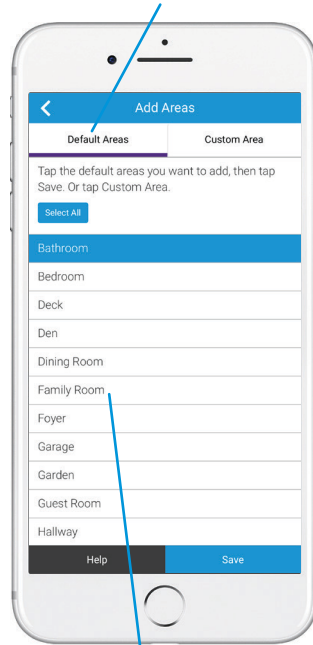 Add Areas
Default Areas Custom Area
Tap the default areas you want to add, then tap
Save. Or tap Custom Area.
Select All
Bathroom
Bedroom
Deck
Den
Dining Room
Family Room
Foyer
Garage
Garden
Guest Room
Hallway
Help Save